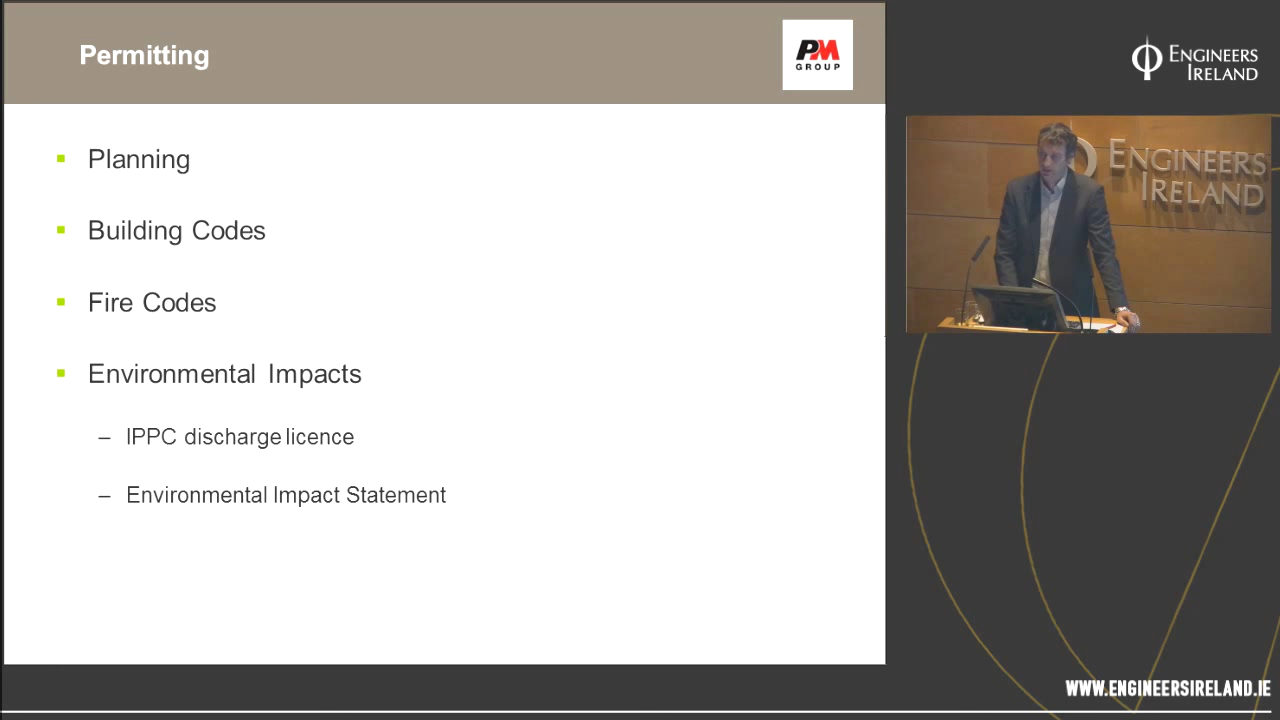 Permitting
PM
GROUP
ENGINEERS
IRELAND
Planning
Building Codes
Fire Codes
Environmental Impacts
– IPPC discharge licence
– Environmental Impact Statement
ENGINEERS
IRELAND
WWW.ENGINEERSIRELAND.IE